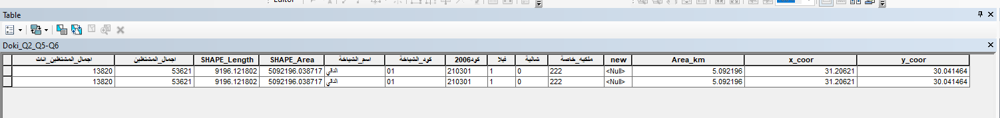 Editor
Table
Doki_Q2_Q5-Q6
اجمال_المشتغلين_اناث اجمال_المشتغلين SHAPE_Length SHAPE_Area اسم_الشياخة كود_الشياخة كود2006 فيلا شالية ملكيه_خاصة new Area_km x_coor y_coor
13820 53621 9196.121802 5092196.038717 الدقي 01 210301 1 0 222 <Null> 5.092196 31.20621 30.041464
13820 53621 9196.121802 5092196.038717 الدقي 01 210301 1 0 222 <Null> 5.092196 31.20621 30.041464